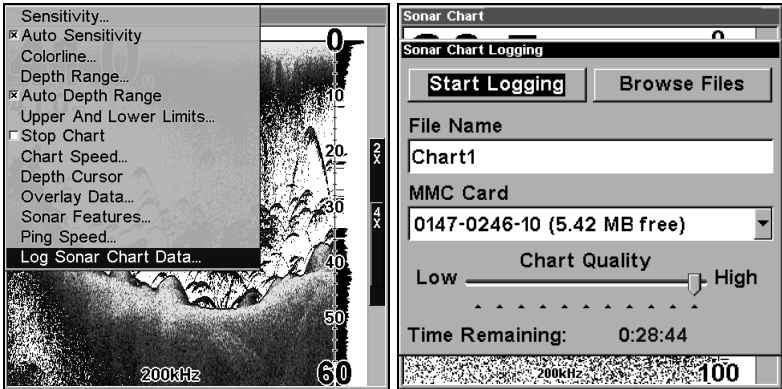 Sensitivity...
Auto Sensitivity
Colorline...
Depth Range...
Auto Depth Range
Upper And Lower Limits...
Stop Chart
Chart Speed...
Depth Cursor
Overlay Data...
Sonar Features...
Ping Speed...
Log Sonar Chart Data...
0
10
20
30
40
50
60
2X
4X
200kHz
Sonar Chart
0
Sonar Chart Logging
Start Logging
Browse Files
File Name
Chart1
MMC Card
0147-0246-10 (5.42 MB free)
Chart Quality
Low
High
Time Remaining: 0:28:44
200kHz
100